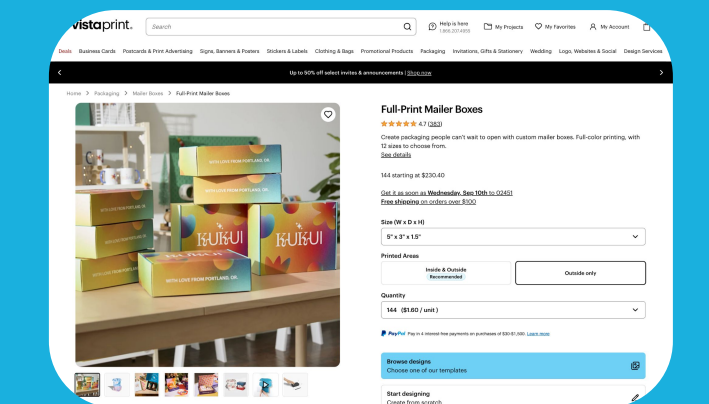 vistaprint.
Search
Help is here
1.866.207.4955
My Projects
My Favorites
My Account
Deals Business Cards Postcards & Print Advertising Signs, Banners & Posters Stickers & Labels Clothing & Bags Promotional Products Packaging Invitations, Gifts & Stationery Wedding Logo, Websites & Social Design Services
Up to 50% off select invites & announcements | Shop now
Home > Packaging > Mailer Boxes > Full-Print Mailer Boxes
WITH LOVE FROM PORTLAND, OR.
WITH LOVE FROM PORTLAND, OR.
KUKUI
KUKUI
WITH LOVE FROM PORTLAND, OR.
Full-Print Mailer Boxes
4.7 (383)
Create packaging people can't wait to open with custom mailer boxes. Full-color printing, with
12 sizes to choose from.
See details
144 starting at $230.40
Get it as soon as Wednesday, Sep 10th to 02451
Free shipping on orders over $100
Size (W x D x H)
5" x 3" x 1.5"
Printed Areas
Inside & Outside
Recommended
Outside only
Quantity
144 ($1.60 / unit )
PayPal Pay in 4 interest-free payments on purchases of $30-$1,500. Learn more
Browse designs
Choose one of our templates
Start designing
Create from scratch